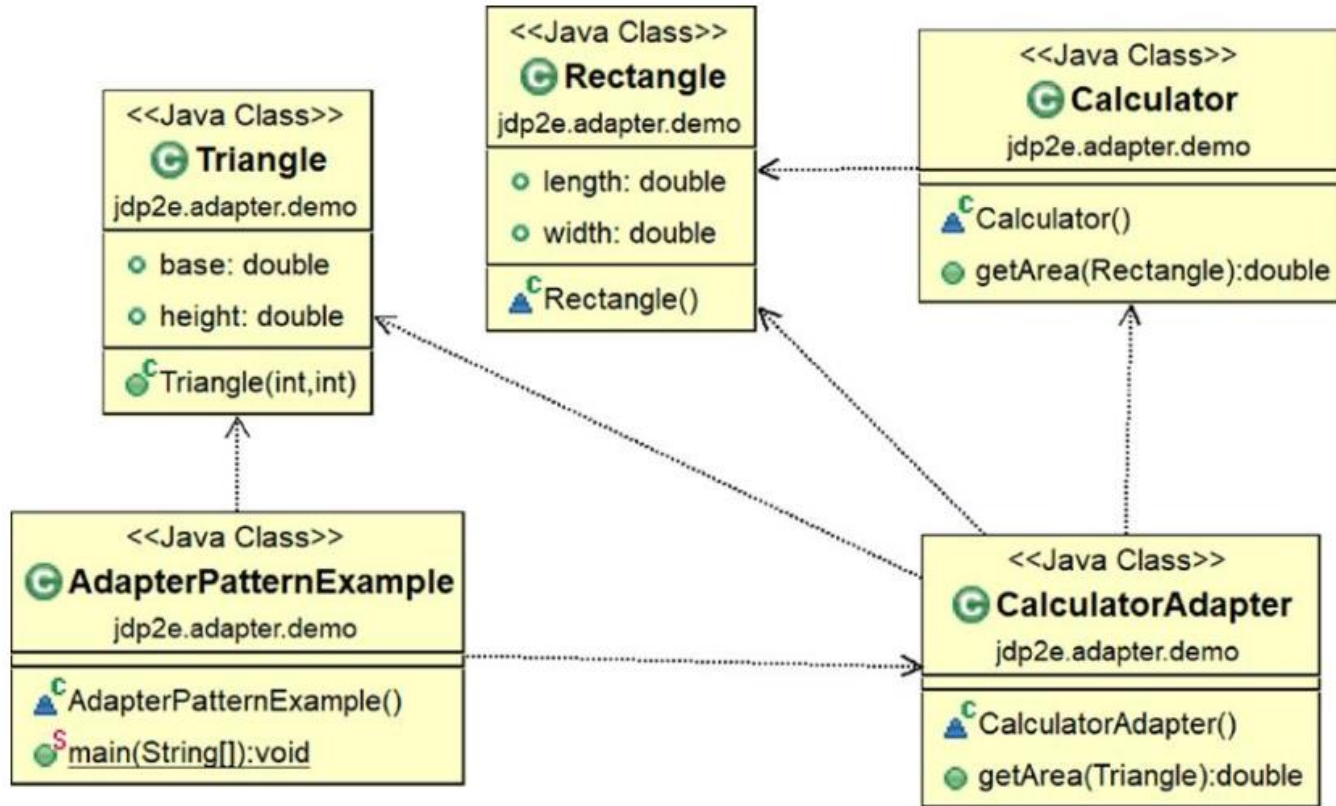 <<Java Class>>
Triangle
jdp2e.adapter.demo
base: double
height: double
Triangle(int,int)
<<Java Class>>
Rectangle
jdp2e.adapter.demo
length: double
width: double
Rectangle()
<<Java Class>>
Calculator
jdp2e.adapter.demo
Calculator()
getArea(Rectangle):double
<<Java Class>>
AdapterPatternExample
jdp2e.adapter.demo
AdapterPatternExample()
main(String[]):void
<<Java Class>>
CalculatorAdapter
jdp2e.adapter.demo
CalculatorAdapter()
getArea(Triangle):double